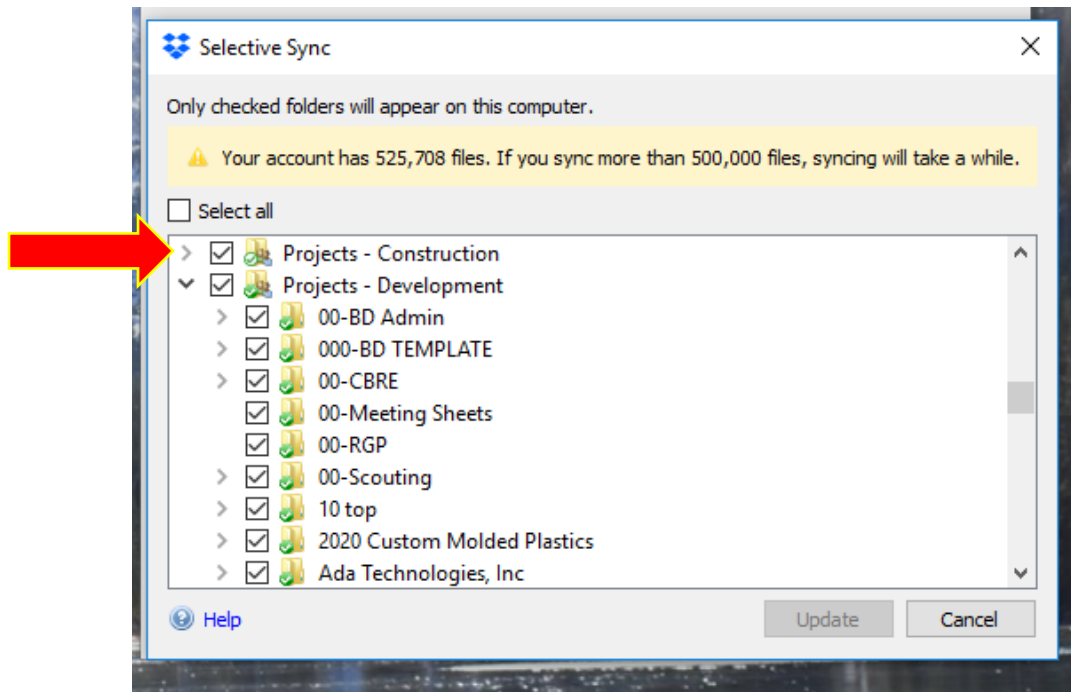 Selective Sync
Only checked folders will appear on this computer.
Your account has 525,708 files. If you sync more than 500,000 files, syncing will take a while.
Select all
Projects - Construction
Projects - Development
00-BD Admin
000-BD TEMPLATE
00-CBRE
00-Meeting Sheets
00-RGP
00-Scouting
10 top
2020 Custom Molded Plastics
Ada Technologies, Inc
Help
Update
Cancel